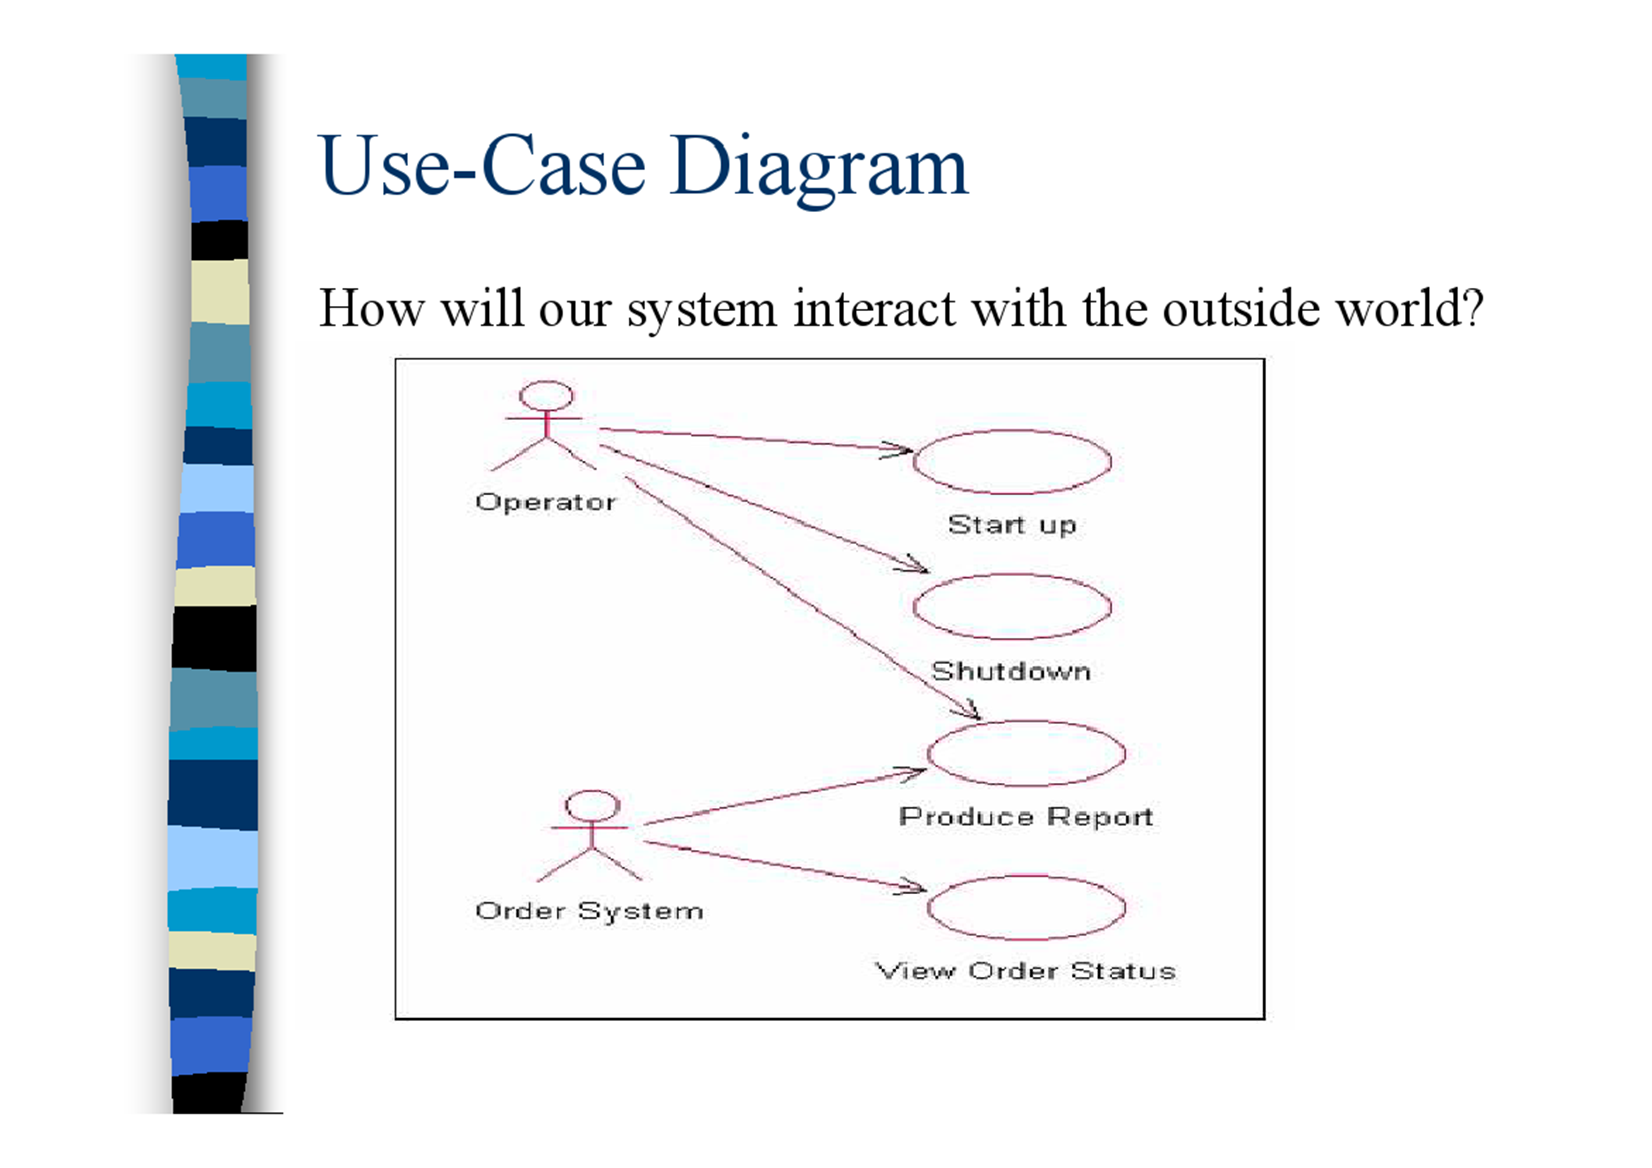 Use-Case Diagram
How will our system interact with the outside world?
Operator
Start up
Shutdown
Produce Report
Order System
View Order Status